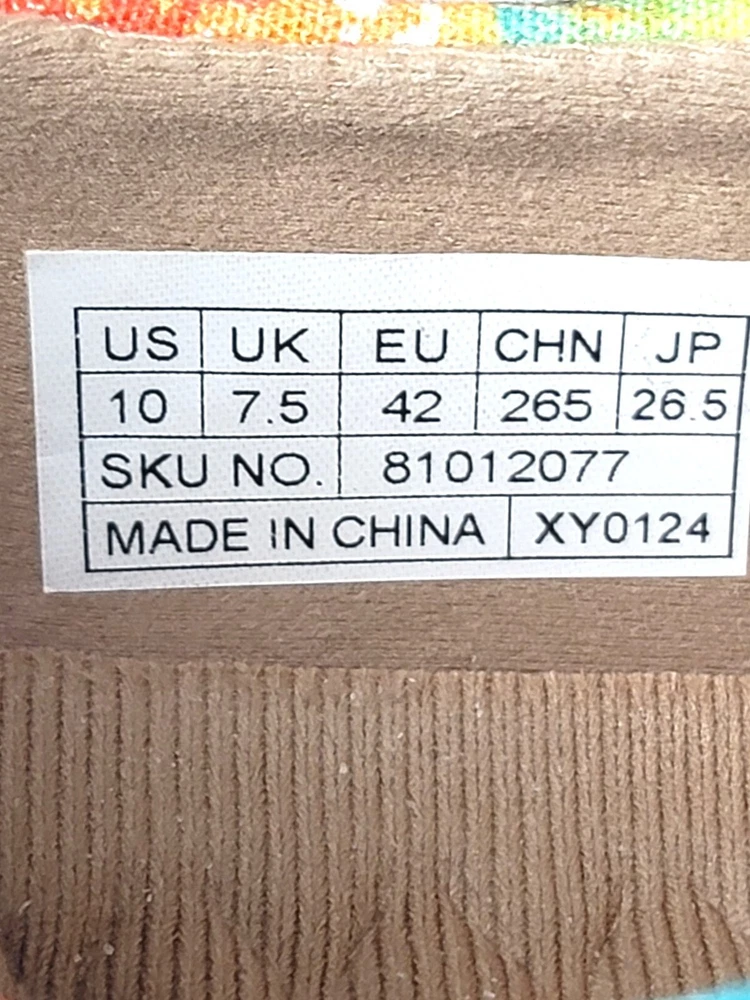 US UK EU CHN JP
10 7.5 42 265 26.5
SKU NO. 81012077
MADE IN CHINA XY0124